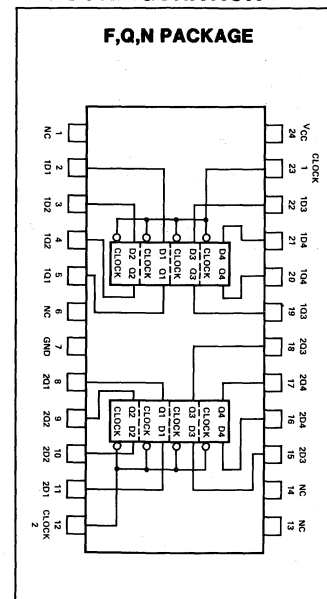 F,Q,N PACKAGE
NC 1
1D1 2
1D2 3
1Q2 4
1Q1 5
NC 6
GND 7
2Q1 8
2Q2 9
2D2 10
2D1 11
CLOCK 2 12
24 VCC
23 CLOCK 1
22 1D3
21 1D4
20 1Q4
19 1Q3
18 2Q3
17 2Q4
16 2D4
15 2D3
14 NC
13 NC
CLOCK CLOCK CLOCK CLOCK
D2 D1 D3 D4
Q2 Q1 Q3 Q4
Q2 Q1 Q3 Q4
D2 D1 D3 D4
CLOCK CLOCK CLOCK CLOCK